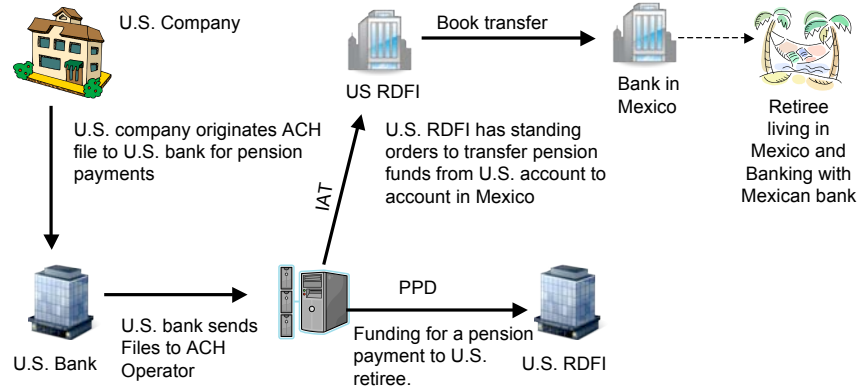 U.S. Company
Book transfer
US RDFI
Bank in
Mexico
Retiree
living in
Mexico and
Banking with
Mexican bank
U.S. company originates ACH
file to U.S. bank for pension
payments
U.S. RDFI has standing
orders to transfer pension
funds from U.S. account to
account in Mexico
IAT
PPD
U.S. Bank
U.S. bank sends
Files to ACH
Operator
Funding for a pension
payment to U.S.
retiree.
U.S. RDFI